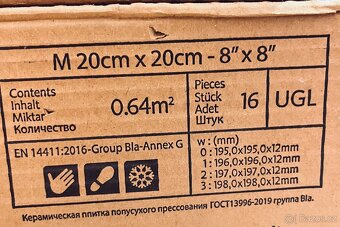 M 20cm x 20cm - 8" x 8"
Contents
Inhalt
Miktar
Количество
0.64m²
Pieces
Stück
Adet
Штук
16
UGL
EN 14411:2016-Group Bla-Annex G
w : (mm)
0 : 195,0x195,0x12mm
1 : 196,0x196,0x12mm
2 : 197,0x197,0x12mm
3 : 198,0x198,0x12mm
Керамическая плитка полусухого прессования ГОСТ13996-2019 группа Bla.